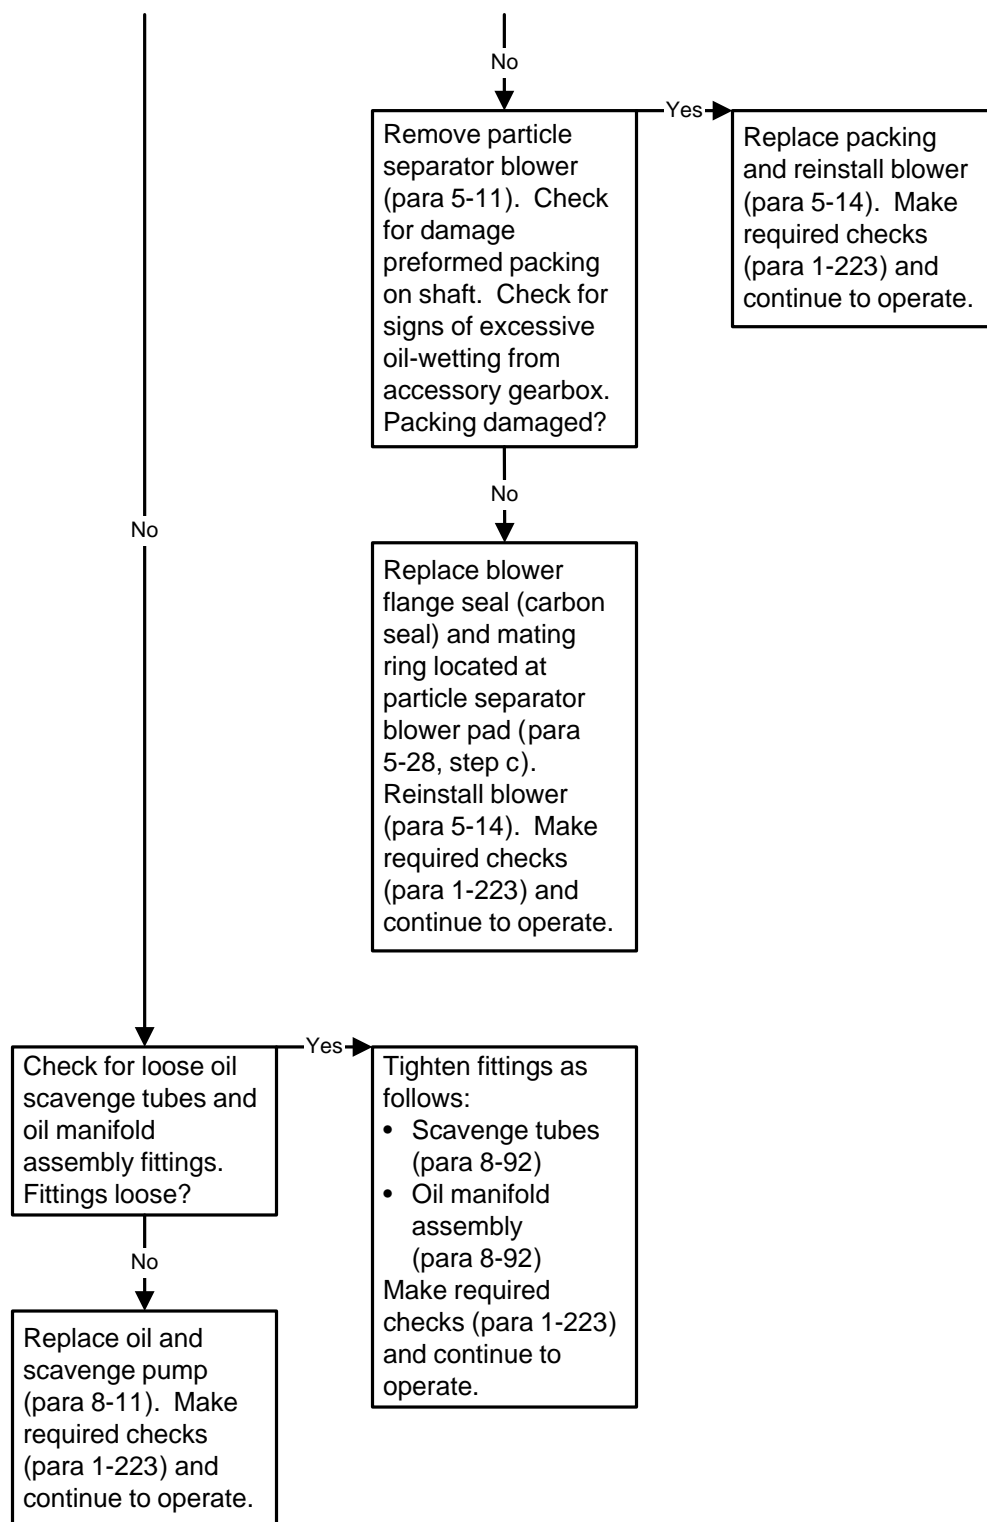 No
Remove particle
separator blower
(para 5-11).  Check
for damage
preformed packing
on shaft.  Check for
signs of excessive
oil-wetting from
accessory gearbox.
Packing damaged?
Yes
Replace packing
and reinstall blower
(para 5-14).  Make
required checks
(para 1-223) and
continue to operate.
No
Replace blower
flange seal (carbon
seal) and mating
ring located at
particle separator
blower pad (para
5-28, step c).
Reinstall blower
(para 5-14).  Make
required checks
(para 1-223) and
continue to operate.
No
Check for loose oil
scavenge tubes and
oil manifold
assembly fittings.
Fittings loose?
Yes
Tighten fittings as
follows:
• Scavenge tubes
(para 8-92)
• Oil manifold
assembly
(para 8-92)
Make required
checks (para 1-223)
and continue to
operate.
No
Replace oil and
scavenge pump
(para 8-11).  Make
required checks
(para 1-223) and
continue to operate.